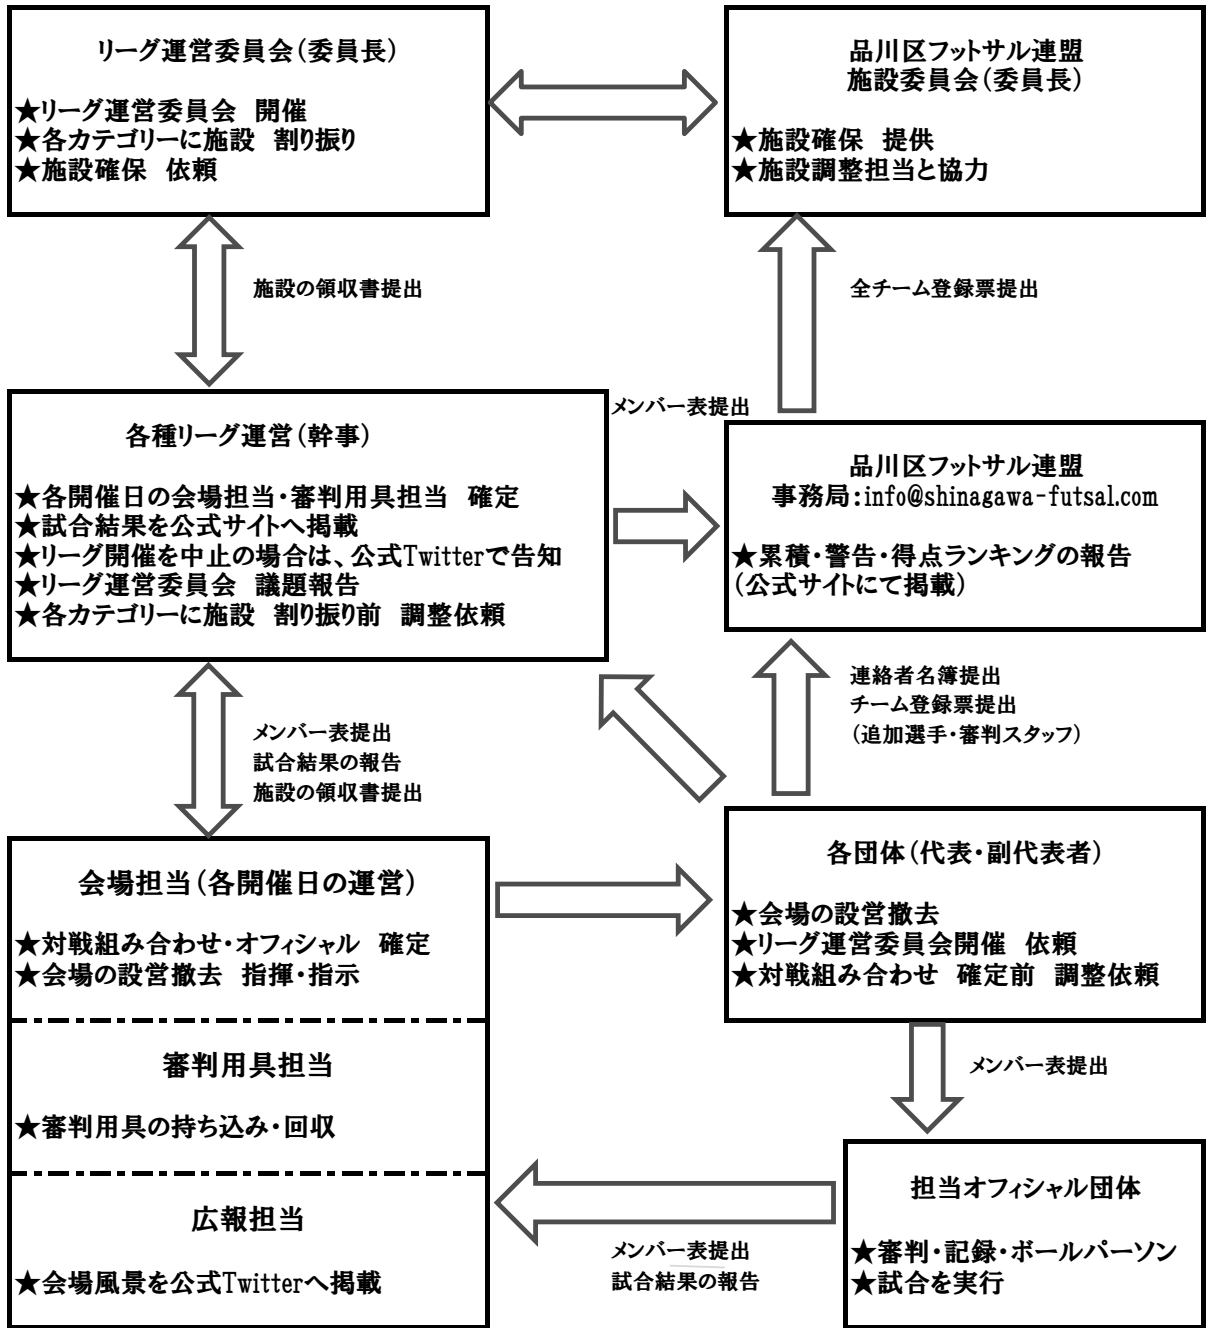 リーグ運営委員会（委員長）
★リーグ運営委員会　開催
★各カテゴリーに施設　割り振り
★施設確保　依頼
品川区フットサル連盟
施設委員会（委員長）
★施設確保　提供
★施設調整担当と協力
施設の領収書提出
全チーム登録票提出
各種リーグ運営（幹事）
★各開催日の会場担当・審判用具担当　確定
★試合結果を公式サイトへ掲載
★リーグ開催を中止の場合は、公式Twitterで告知
★リーグ運営委員会　議題報告
★各カテゴリーに施設　割り振り前　調整依頼
メンバー表提出
品川区フットサル連盟
事務局：info@shinagawa-futsal.com
★累積・警告・得点ランキングの報告
（公式サイトにて掲載）
メンバー表提出
試合結果の報告
施設の領収書提出
連絡者名簿提出
チーム登録票提出
（追加選手・審判スタッフ）
会場担当（各開催日の運営）
★対戦組み合わせ・オフィシャル　確定
★会場の設営撤去　指揮・指示
審判用具担当
★審判用具の持ち込み・回収
広報担当
★会場風景を公式Twitterへ掲載
各団体（代表・副代表者）
★会場の設営撤去
★リーグ運営委員会開催　依頼
★対戦組み合わせ　確定前　調整依頼
メンバー表提出
担当オフィシャル団体
★審判・記録・ボールパーソン
★試合を実行
メンバー表提出
試合結果の報告